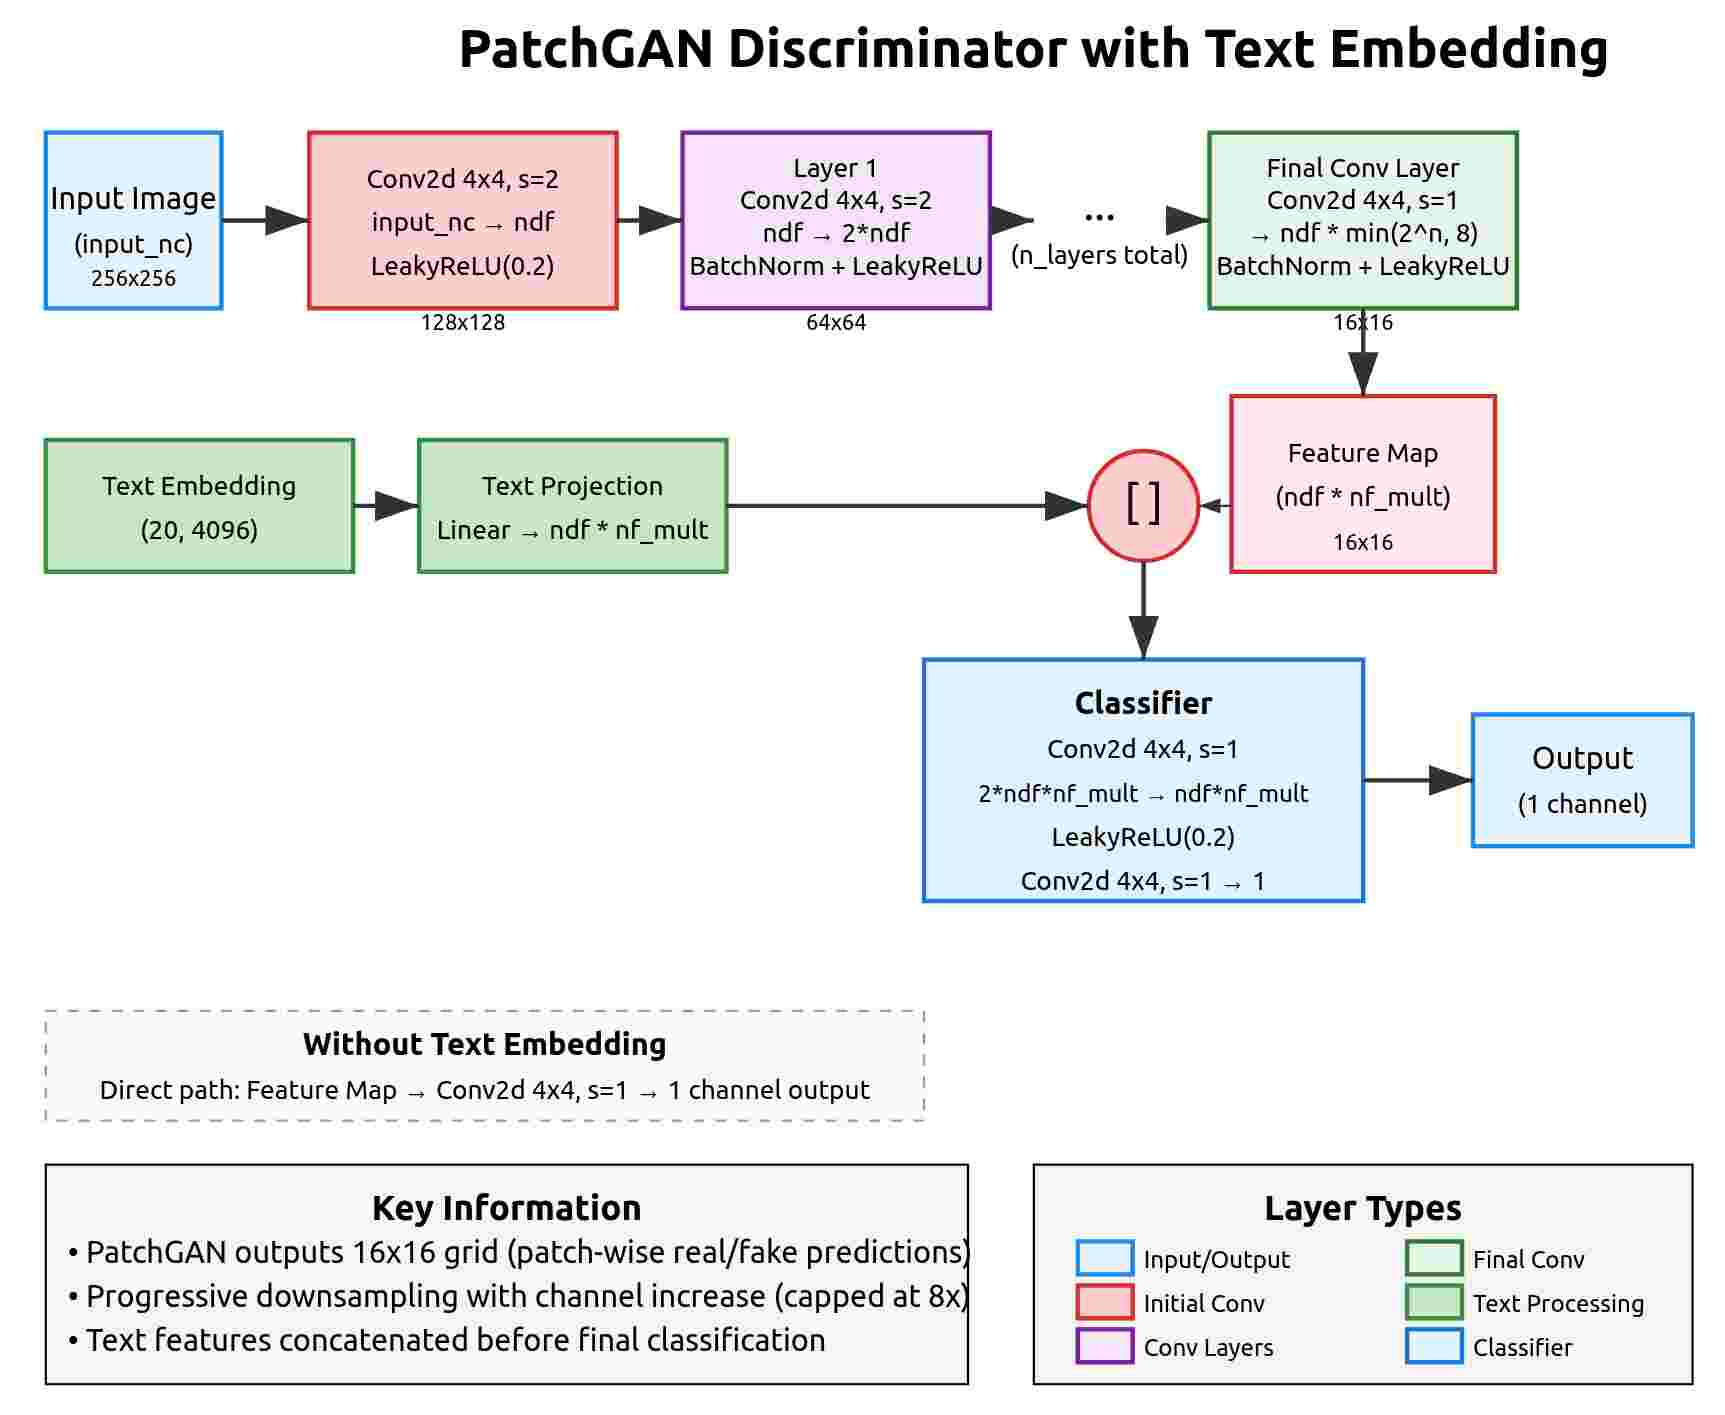 PatchGAN Discriminator with Text Embedding
Input Image
(input_nc)
256x256
Conv2d 4x4, s=2
input_nc → ndf
LeakyReLU(0.2)
128x128
Layer 1
Conv2d 4x4, s=2
ndf → 2*ndf
BatchNorm + LeakyReLU
64x64
...
(n_layers total)
Final Conv Layer
Conv2d 4x4, s=1
→ ndf * min(2^n, 8)
BatchNorm + LeakyReLU
16x16
Text Embedding
(20, 4096)
Text Projection
Linear → ndf * nf_mult
[ ]
Feature Map
(ndf * nf_mult)
16x16
Classifier
Conv2d 4x4, s=1
2*ndf*nf_mult → ndf*nf_mult
LeakyReLU(0.2)
Conv2d 4x4, s=1 → 1
Output
(1 channel)
Without Text Embedding
Direct path: Feature Map → Conv2d 4x4, s=1 → 1 channel output
Key Information
• PatchGAN outputs 16x16 grid (patch-wise real/fake predictions)
• Progressive downsampling with channel increase (capped at 8x)
• Text features concatenated before final classification
Layer Types
Input/Output
Initial Conv
Conv Layers
Final Conv
Text Processing
Classifier